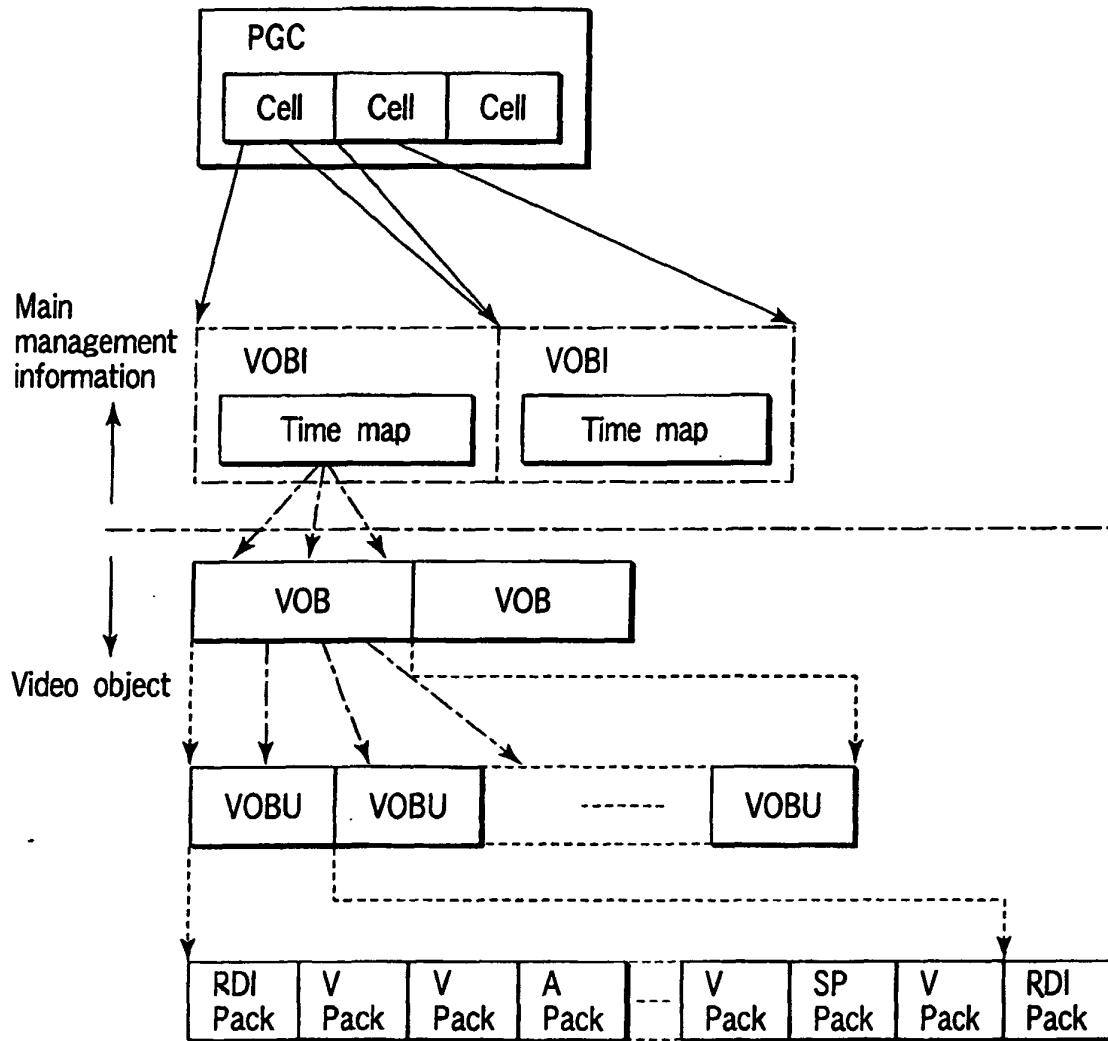 PGC
Cell Cell Cell
Main
management
information
VOBI VOBI
Time map Time map
VOB VOB
Video object
VOBU VOBU VOBU
RDI V V A V SP V RDI
Pack Pack Pack Pack Pack Pack Pack Pack